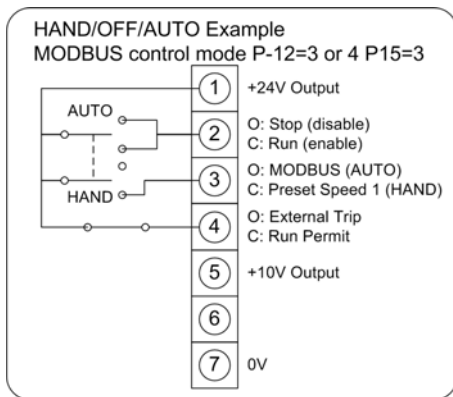 HAND/OFF/AUTO Example
MODBUS control mode P-12=3 or 4 P15=3
1 +24V Output
AUTO
2 O: Stop (disable)
C: Run (enable)
3 O: MODBUS (AUTO)
C: Preset Speed 1 (HAND)
HAND
4 O: External Trip
C: Run Permit
5 +10V Output
6
7 0V